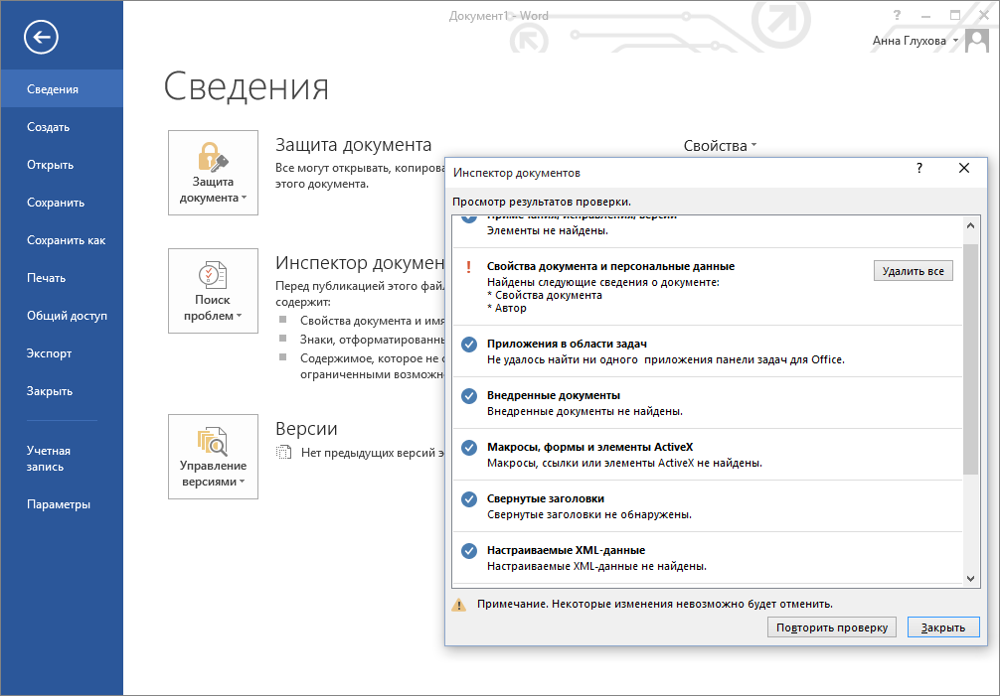 Документ1 - Word
?
Анна Глухова
Сведения
Создать
Открыть
Сохранить
Сохранить как
Печать
Общий доступ
Экспорт
Закрыть
Учетная
запись
Параметры
Сведения
Защита
документа
Защита документа
Все могут открывать, копирова
этого документа.
Свойства
Поиск
проблем
Инспектор докумен
Перед публикацией этого фай
содержит:
Свойства документа и имя
Знаки, отформатированнь
Содержимое, которое не
ограниченными возможн
Управление
версиями
Версии
Нет предыдущих версий э
Инспектор документов
?
Просмотр результатов проверки.
Примечания, исправления, версии
Элементы не найдены.
! Свойства документа и персональные данные
Удалить все
Найдены следующие сведения о документе:
* Свойства документа
* Автор
Приложения в области задач
Не удалось найти ни одного приложения панели задач для Office.
Внедренные документы
Внедренные документы не найдены.
Макросы, формы и элементы ActiveX
Макросы, ссылки или элементы ActiveX не найдены.
Свернутые заголовки
Свернутые заголовки не обнаружены.
Настраиваемые XML-данные
Настраиваемые XML-данные не найдены.
Примечание. Некоторые изменения невозможно будет отменить.
Повторить проверку
Закрыть